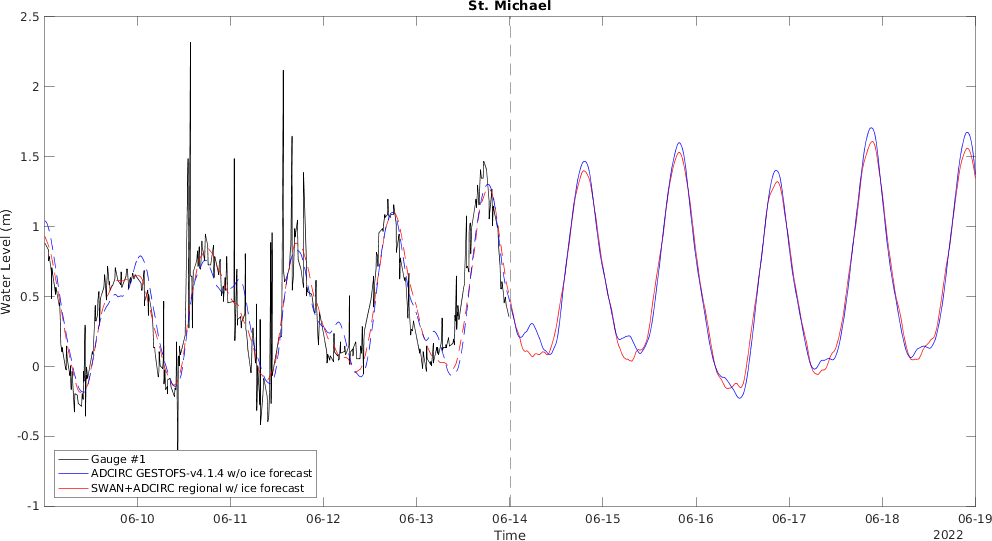 St. Michael
Water Level (m)
2.5
2
1.5
1
0.5
0
-0.5
-1
Gauge #1
ADCIRC GESTOFS-v4.1.4 w/o ice forecast
SWAN+ADCIRC regional w/ ice forecast
06-10 06-11 06-12 06-13 06-14 06-15 06-16 06-17 06-18 06-19
Time
2022